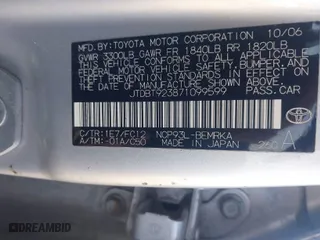 MFD. BY: TOYOTA MOTOR CORPORATION 10/06
GVWR 3300LB GAWR FR 1840LB RR 1820LB
THIS VEHICLE CONFORMS TO ALL APPLICABLE FEDERAL
MOTOR VEHICLE SAFETY, BUMPER, AND THEFT PREVENTION
STANDARDS IN EFFECT ON THE DATE OF MANUFACTURE
SHOWN ABOVE.
JTDBT923871099599 PASS. CAR
C/TR: 1E7/FC12 NCP93L-BEMRKA
A/TM: -01A/C50 MADE IN JAPAN A
TOYOTA